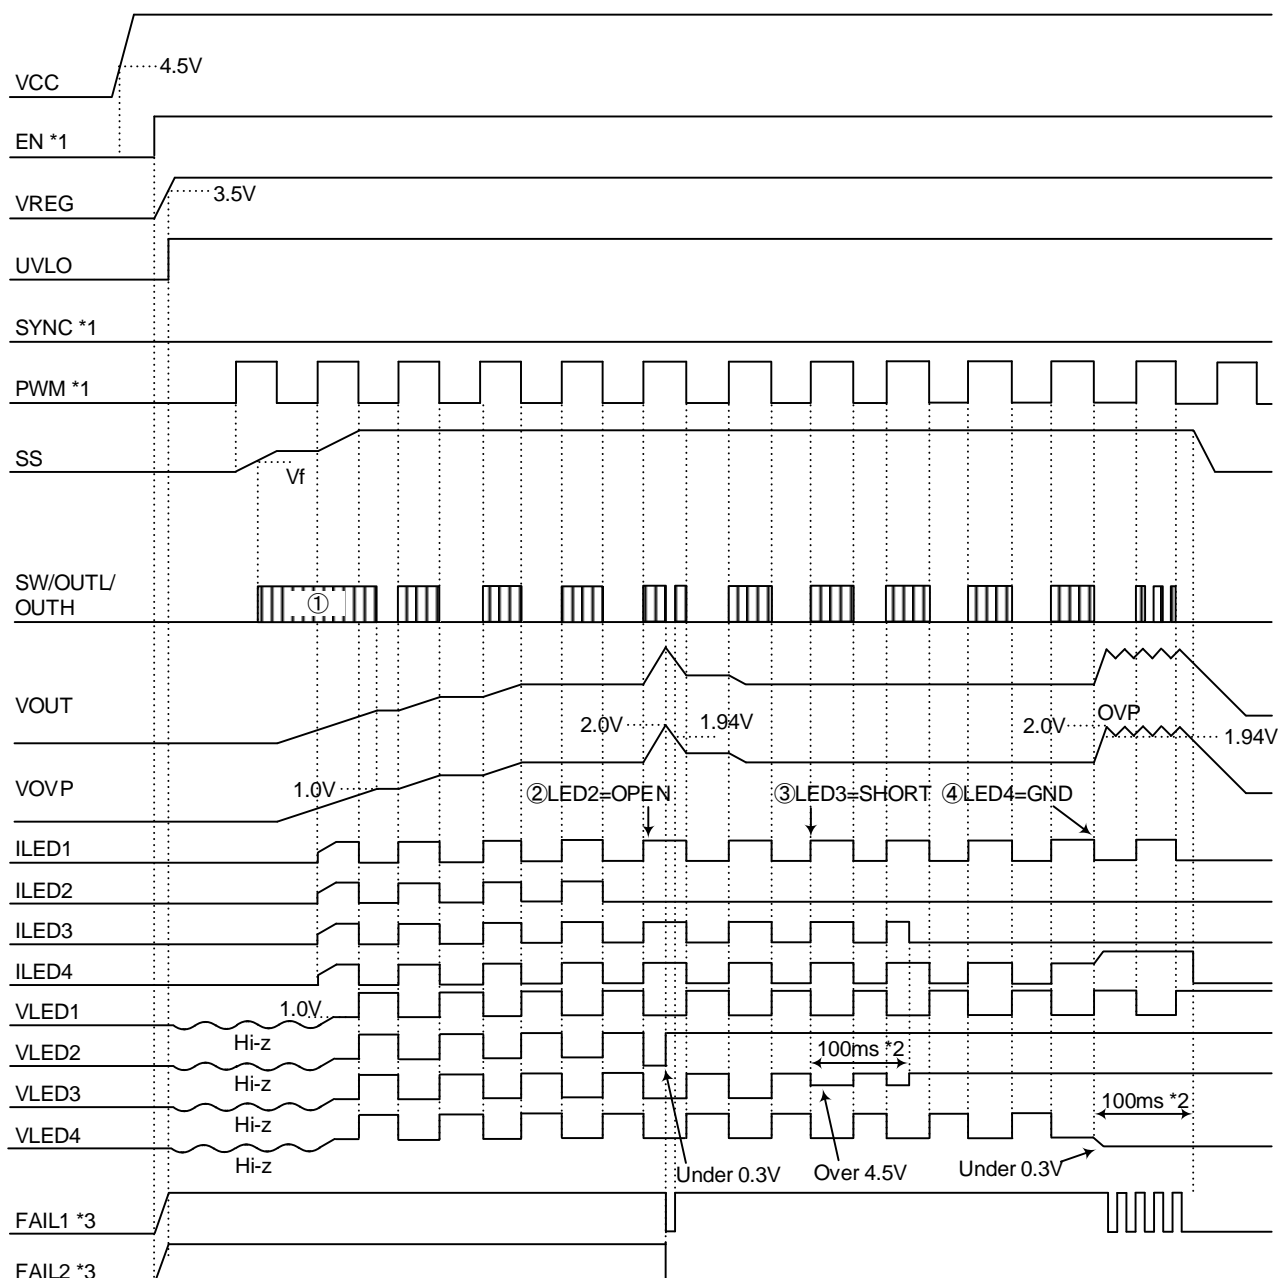 VCC
4.5V
EN *1
VREG
3.5V
UVLO
SYNC *1
PWM *1
SS
Vf
SW/OUTL/
OUTH
①
VOUT
2.0V
1.94V
2.0V
OVP
1.94V
VOVP
1.0V
②LED2=OPEN
③LED3=SHORT
④LED4=GND
ILED1
ILED2
ILED3
ILED4
VLED1
1.0V
Hi-z
VLED2
100ms *2
Hi-z
VLED3
100ms *2
Hi-z
VLED4
Hi-z
Under 0.3V
Over 4.5V
Under 0.3V
FAIL1 *3
FAIL2 *3